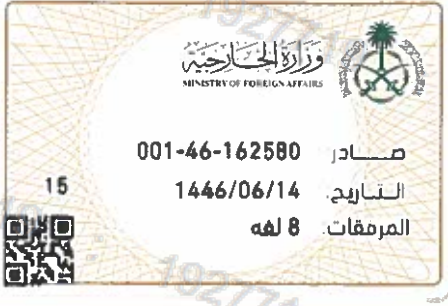 وزارة الخارجية
MINISTRY OF FOREIGN AFFAIRS
صادر 001-46-162580
التاريخ: 1446/06/14
المرفقات: 8 لفه
15